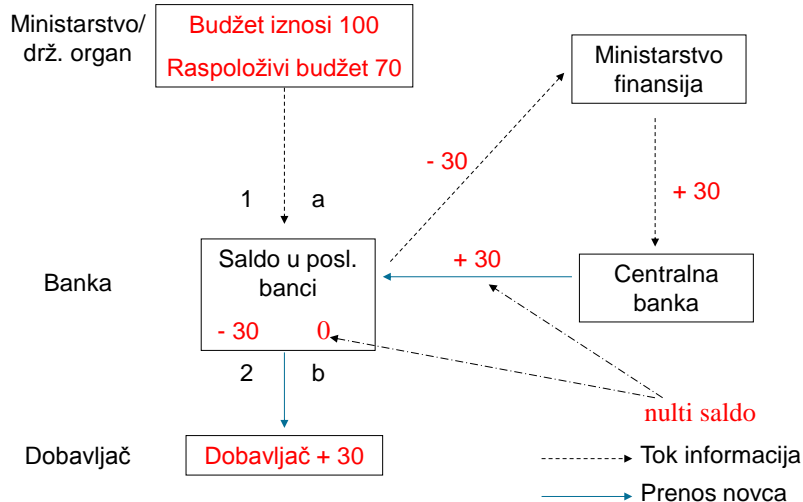 Ministarstvo/
drž. organ
Budžet iznosi 100
Raspoloživi budžet 70
Ministarstvo
finansija
- 30
+ 30
1 a
Banka
Saldo u posl.
banci
- 30 0
+ 30
Centralna
banka
2 b
nulti saldo
Dobavljač
Dobavljač + 30
Tok informacija
Prenos novca